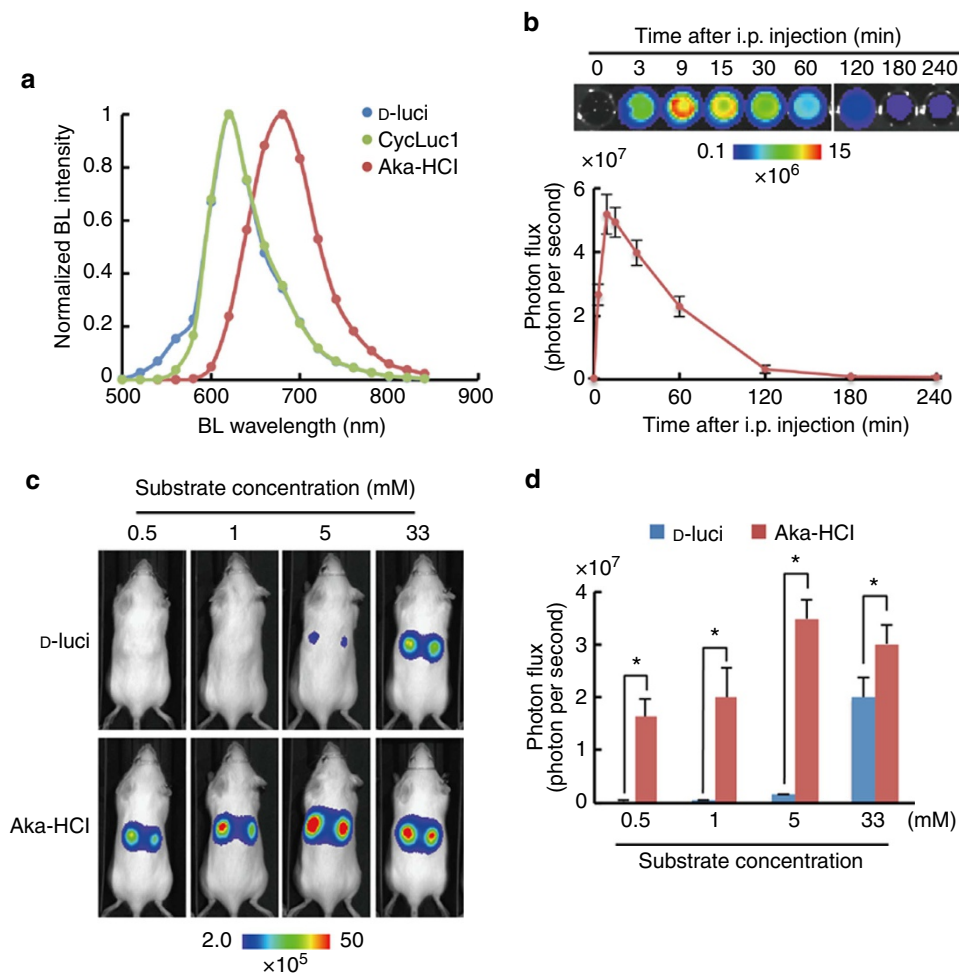 a
Normalized BL intensity
1
0.8
0.6
0.4
0.2
0
500 600 700 800 900
BL wavelength (nm)
D-luci
CycLuc1
Aka-HCl
b
Time after i.p. injection (min)
0 3 9 15 30 60 120 180 240
0.1 15
×10⁶
×10⁷
Photon flux
(photon per second)
6
4
2
0
0 60 120 180 240
Time after i.p. injection (min)
c
Substrate concentration (mM)
0.5 1 5 33
D-luci
Aka-HCl
2.0 50
×10⁵
d
D-luci Aka-HCl
×10⁷
Photon flux
(photon per second)
4
3
2
1
0
* * * *
0.5 1 5 33 (mM)
Substrate concentration